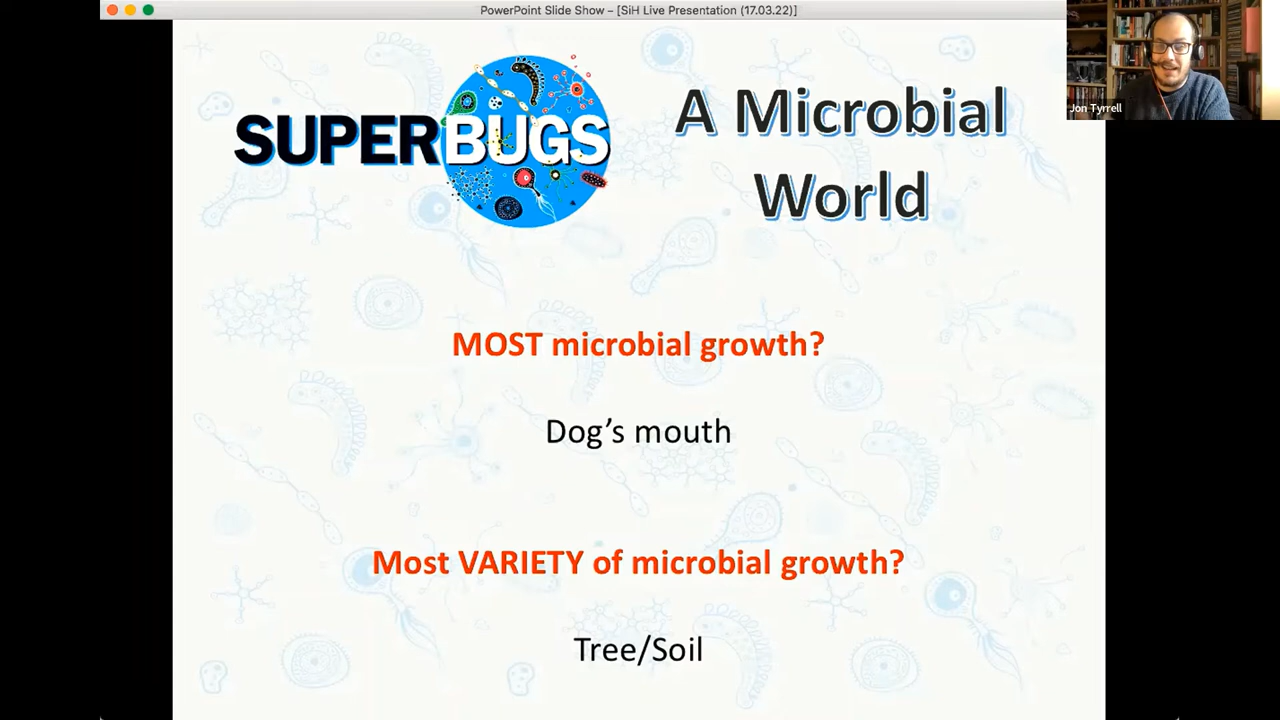 PowerPoint Slide Show – [SiH Live Presentation (17.03.22)]
Jon Tyrrell
SUPERBUGS
A Microbial
World
MOST microbial growth?
Dog’s mouth
Most VARIETY of microbial growth?
Tree/Soil